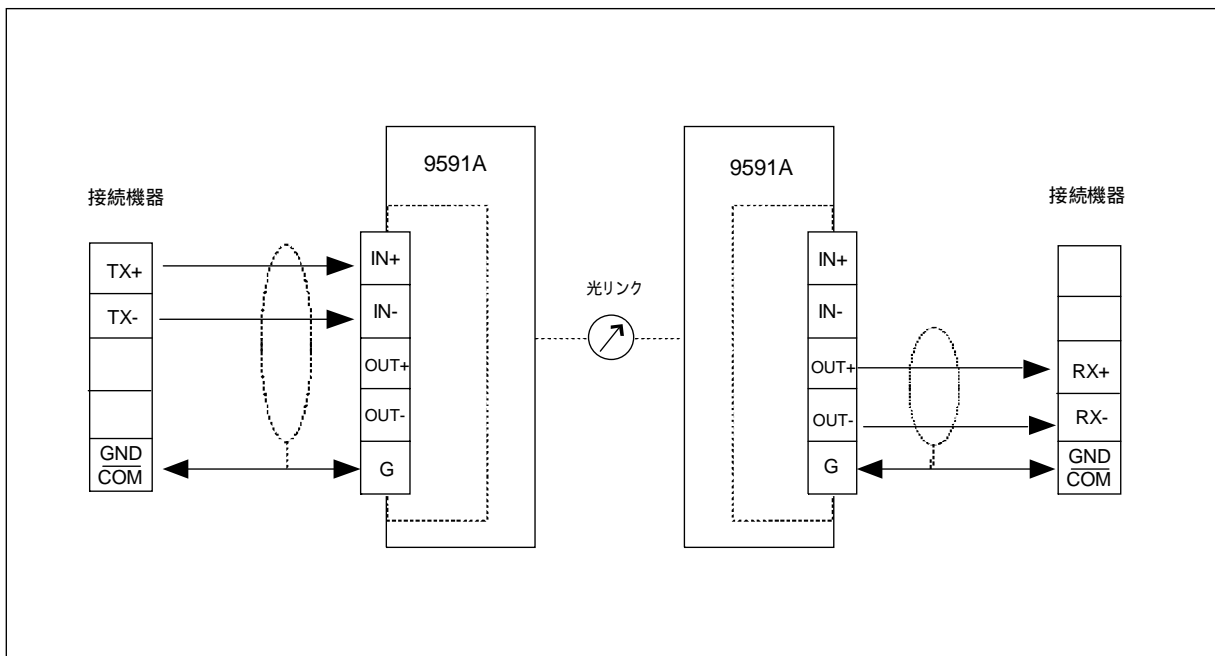 接続機器
TX+
TX-
GND
COM
9591A
IN+
IN-
OUT+
OUT-
G
光リンク
9591A
IN+
IN-
OUT+
OUT-
G
接続機器
RX+
RX-
GND
COM